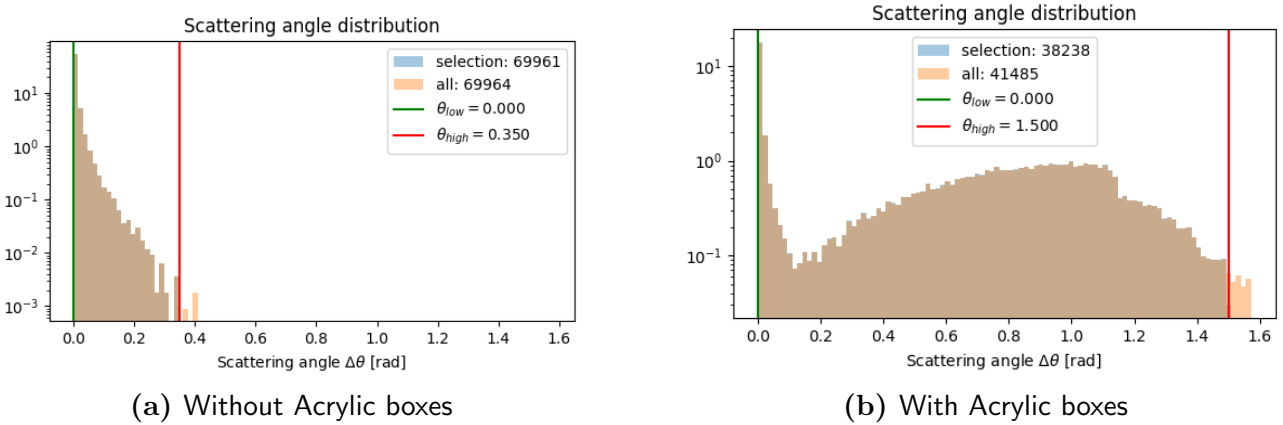 Scattering angle distribution
10¹
10⁰
10⁻¹
10⁻²
10⁻³
selection: 69961
all: 69964
θ_low = 0.000
θ_high = 0.350
0.0 0.2 0.4 0.6 0.8 1.0 1.2 1.4 1.6
Scattering angle Δθ [rad]
(a) Without Acrylic boxes
Scattering angle distribution
10¹
10⁰
10⁻¹
selection: 38238
all: 41485
θ_low = 0.000
θ_high = 1.500
0.0 0.2 0.4 0.6 0.8 1.0 1.2 1.4 1.6
Scattering angle Δθ [rad]
(b) With Acrylic boxes